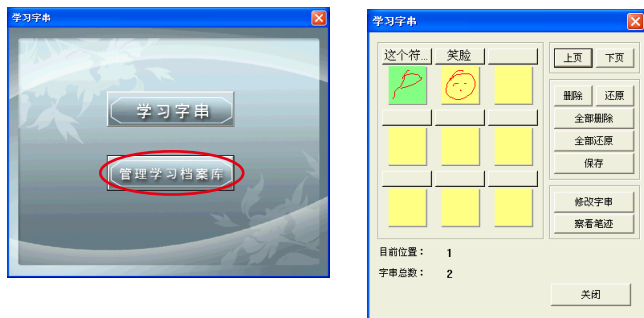 学习字串
学习字串
管理学习档案库
学习字串
这个符... 笑脸
上页 下页
删除 还原
全部删除
全部还原
保存
修改字串
察看笔迹
目前位置： 1
字串总数： 2
关闭